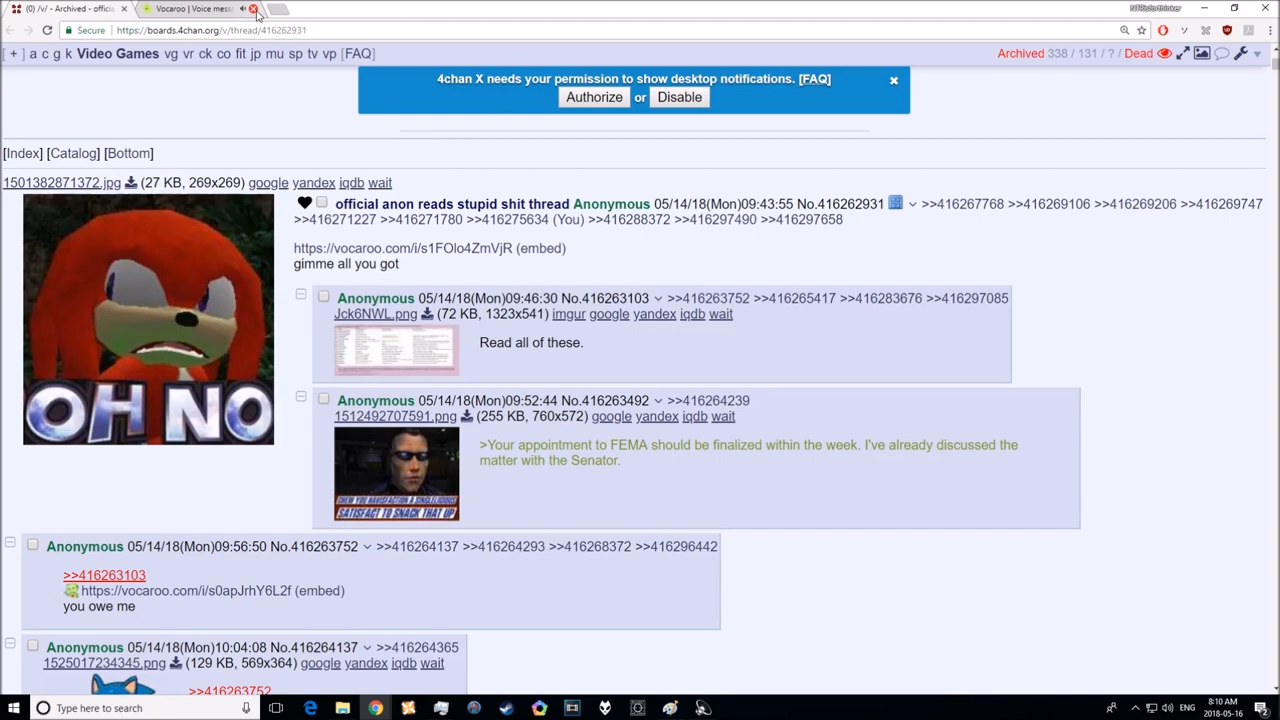 (0) /v/ - Archived - offici
Vocaroo | Voice mess
NTRisforthinker
Secure
https://boards.4chan.org/v/thread/416262931
[ + ] a c g k Video Games vg vr ck co fit jp mu sp tv vp [FAQ]
Archived 338 / 131 / ? / Dead
4chan X needs your permission to show desktop notifications. [FAQ]
Authorize or Disable
[Index] [Catalog] [Bottom]
1501382871372.jpg (27 KB, 269x269) google yandex iqdb wait
official anon reads stupid shit thread Anonymous 05/14/18(Mon)09:43:55 No.416262931 >>416267768 >>416269106 >>416269206 >>416269747
>>416271227 >>416271780 >>416275634 (You) >>416288372 >>416297490 >>416297658
https://vocaroo.com/i/s1FOlo4ZmVjR (embed)
gimme all you got
OH NO
Anonymous 05/14/18(Mon)09:46:30 No.416263103 >>416263752 >>416265417 >>416283676 >>416297085
Jck6NWL.png (72 KB, 1323x541) imgur google yandex iqdb wait
Read all of these.
Anonymous 05/14/18(Mon)09:52:44 No.416263492 >>416264239
1512492707591.png (255 KB, 760x572) google yandex iqdb wait
>Your appointment to FEMA should be finalized within the week. I've already discussed the
matter with the Senator.
CHEW YOU HAVISFACTION A SINGLELICIOUS
SATISFACT TO SNACK THAT UP
Anonymous 05/14/18(Mon)09:56:50 No.416263752 >>416264137 >>416264293 >>416268372 >>416296442
>>416263103
https://vocaroo.com/i/s0apJrhY6L2f (embed)
you owe me
Anonymous 05/14/18(Mon)10:04:08 No.416264137 >>416264365
1525017234345.png (129 KB, 569x364) google yandex iqdb wait
>>416263752
Type here to search
ENG
8:10 AM
2018-05-16